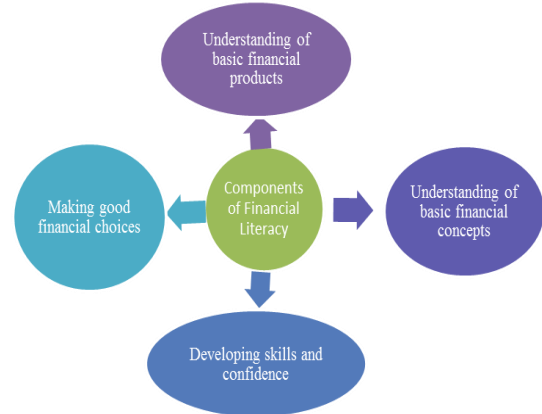 Understanding of
basic financial
products
Making good
financial choices
Components
of Financial
Literacy
Understanding of
basic financial
concepts
Developing skills and
confidence